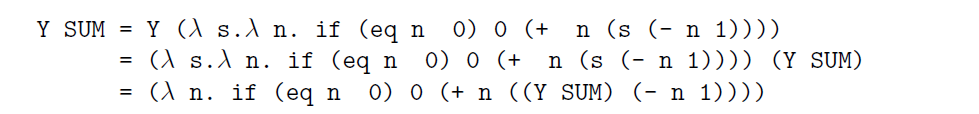 Y SUM = Y (λ s.λ n. if (eq n 0) 0 (+ n (s (- n 1))))
= (λ s.λ n. if (eq n 0) 0 (+ n (s (- n 1)))) (Y SUM)
= (λ n. if (eq n 0) 0 (+ n ((Y SUM) (- n 1))))